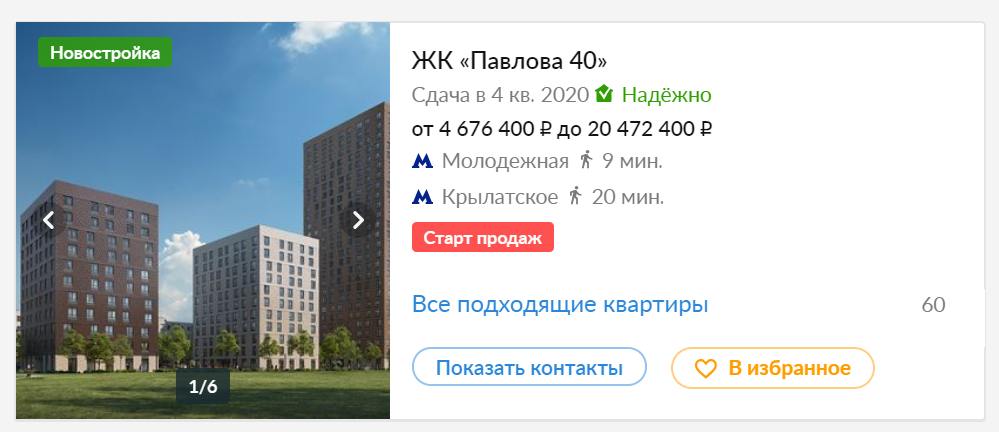 Новостройка
1/6
ЖК «Павлова 40»
Сдача в 4 кв. 2020 Надёжно
от 4 676 400 ₽ до 20 472 400 ₽
Молодежная 9 мин.
Крылатское 20 мин.
Старт продаж
Все подходящие квартиры 60
Показать контакты В избранное